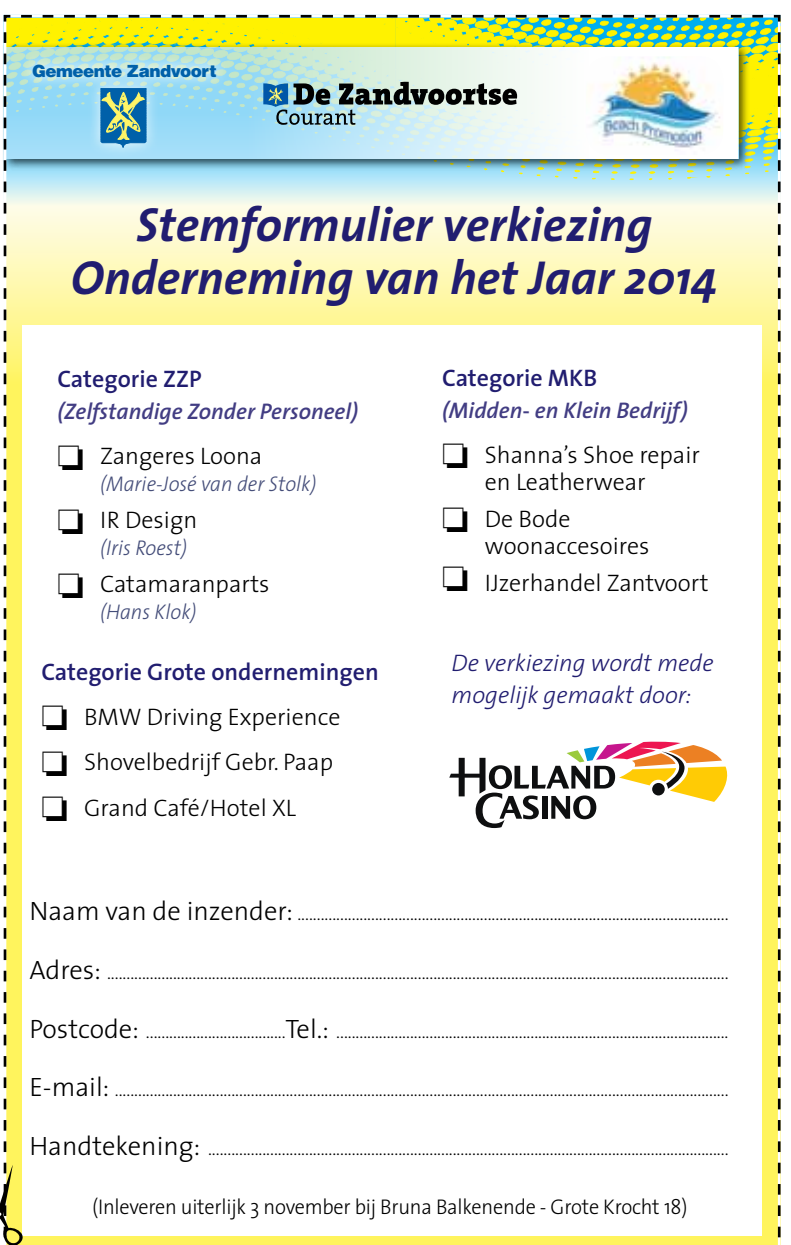 Gemeente Zandvoort
De Zandvoortse
Courant
Beach Promotion
Stemformulier verkiezing
Onderneming van het Jaar 2014
Categorie ZZP
(Zelfstandige Zonder Personeel)
Zangeres Loona
(Marie-José van der Stolk)
IR Design
(Iris Roest)
Catamaranparts
(Hans Klok)
Categorie MKB
(Midden- en Klein Bedrijf)
Shanna's Shoe repair
en Leatherwear
De Bode
woonaccesoires
IJzerhandel Zantvoort
Categorie Grote ondernemingen
BMW Driving Experience
Shovelbedrijf Gebr. Paap
Grand Café/Hotel XL
De verkiezing wordt mede
mogelijk gemaakt door:
HOLLAND
CASINO
Naam van de inzender:
Adres:
Postcode: Tel.:
E-mail:
Handtekening:
(Inleveren uiterlijk 3 november bij Bruna Balkenende - Grote Krocht 18)